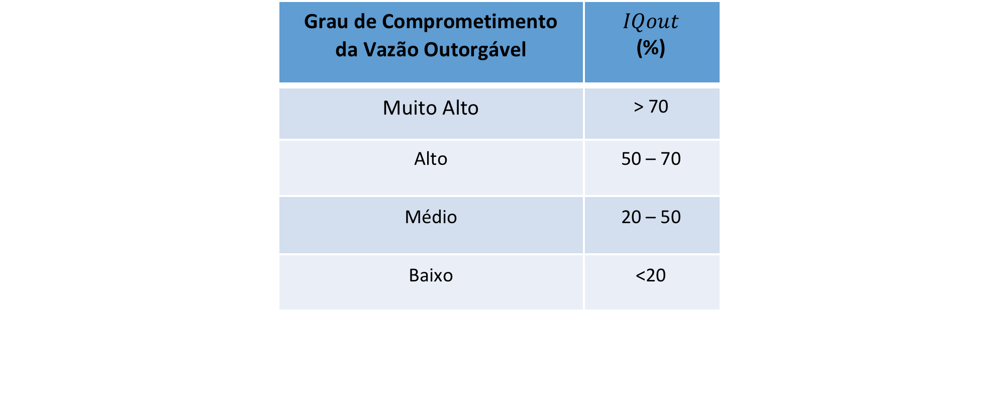 Grau de Comprometimento
da Vazão Outorgável
IQout
(%)
Muito Alto
> 70
Alto
50 – 70
Médio
20 – 50
Baixo
<20